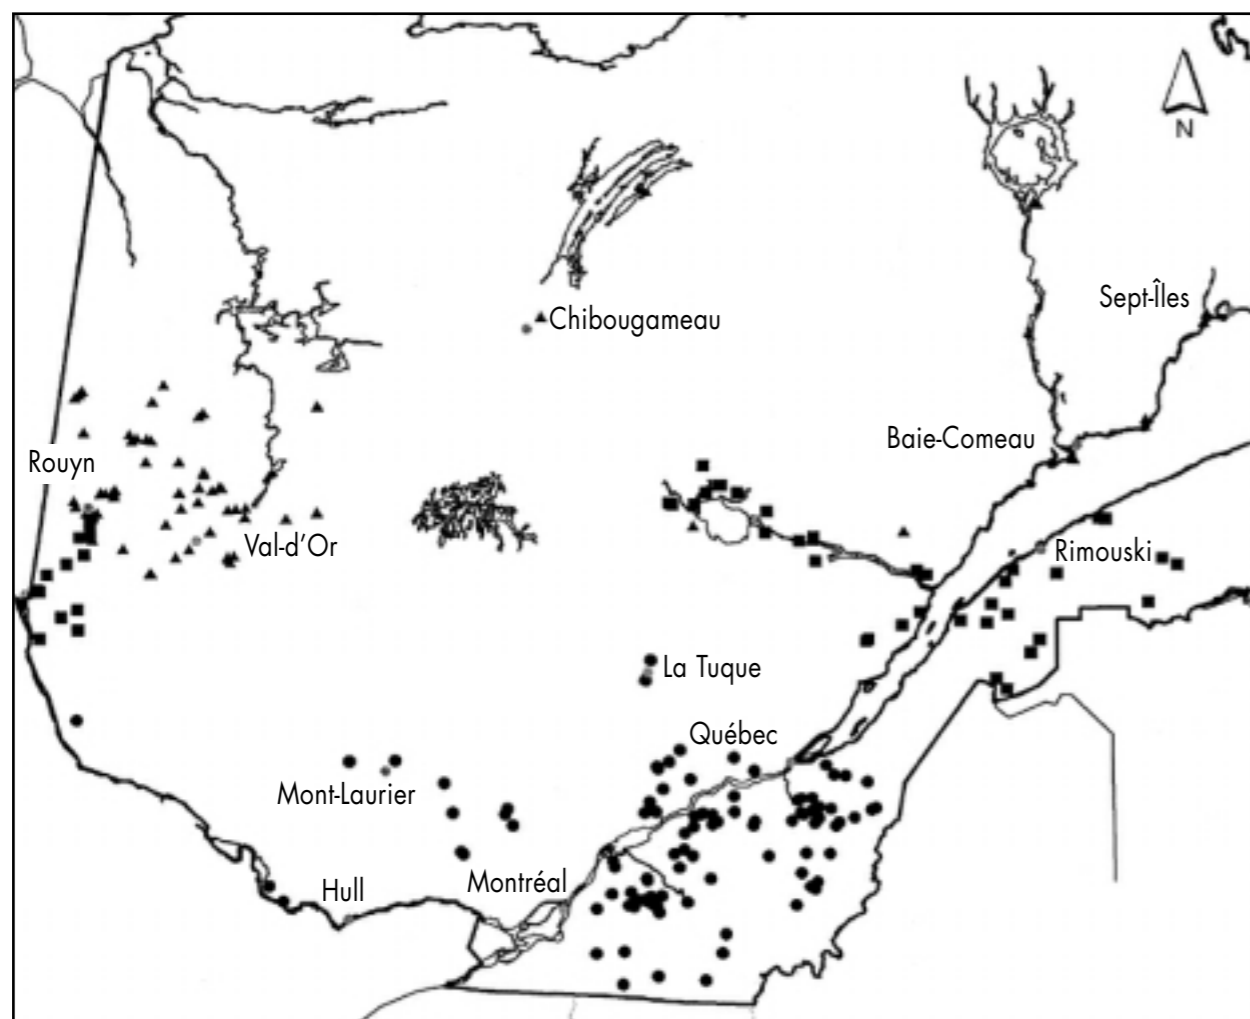 N
Sept-Îles
Chibougameau
Baie-Comeau
Rouyn
Val-d'Or
Rimouski
La Tuque
Québec
Mont-Laurier
Montréal
Hull